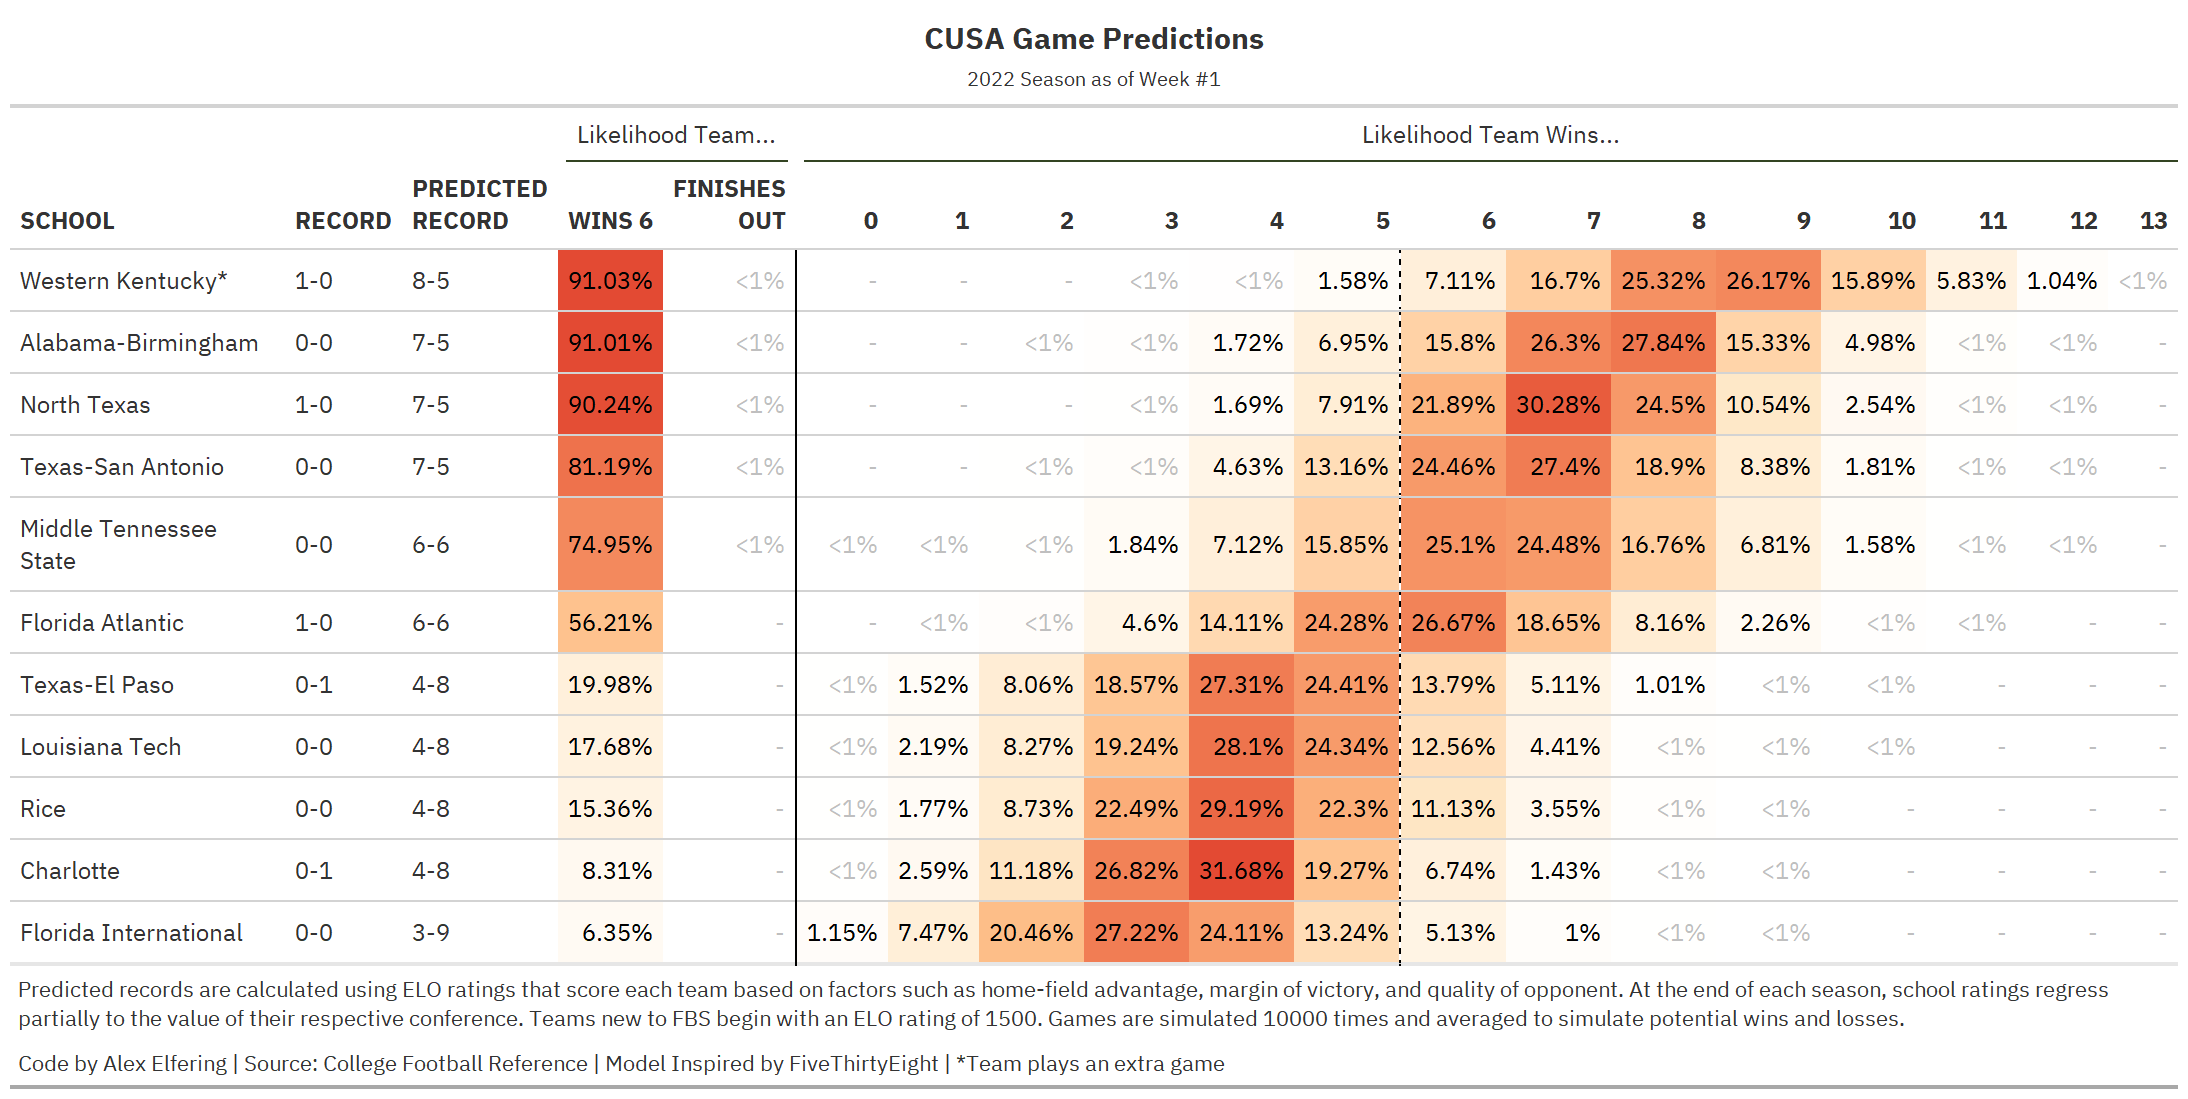 CUSA Game Predictions
2022 Season as of Week #1
Likelihood Team... Likelihood Team Wins...
SCHOOL RECORD PREDICTED RECORD WINS 6 FINISHES OUT 0 1 2 3 4 5 6 7 8 9 10 11 12 13
Western Kentucky* 1-0 8-5 91.03% <1% - - - <1% <1% 1.58% 7.11% 16.7% 25.32% 26.17% 15.89% 5.83% 1.04% <1%
Alabama-Birmingham 0-0 7-5 91.01% <1% - - <1% <1% 1.72% 6.95% 15.8% 26.3% 27.84% 15.33% 4.98% <1% <1% -
North Texas 1-0 7-5 90.24% <1% - - - <1% 1.69% 7.91% 21.89% 30.28% 24.5% 10.54% 2.54% <1% <1% -
Texas-San Antonio 0-0 7-5 81.19% <1% - - <1% <1% 4.63% 13.16% 24.46% 27.4% 18.9% 8.38% 1.81% <1% <1% -
Middle Tennessee State 0-0 6-6 74.95% <1% <1% <1% <1% 1.84% 7.12% 15.85% 25.1% 24.48% 16.76% 6.81% 1.58% <1% <1% -
Florida Atlantic 1-0 6-6 56.21% - - <1% <1% 4.6% 14.11% 24.28% 26.67% 18.65% 8.16% 2.26% <1% <1% - -
Texas-El Paso 0-1 4-8 19.98% - <1% 1.52% 8.06% 18.57% 27.31% 24.41% 13.79% 5.11% 1.01% <1% <1% - - -
Louisiana Tech 0-0 4-8 17.68% - <1% 2.19% 8.27% 19.24% 28.1% 24.34% 12.56% 4.41% <1% <1% <1% - - -
Rice 0-0 4-8 15.36% - <1% 1.77% 8.73% 22.49% 29.19% 22.3% 11.13% 3.55% <1% <1% - - - -
Charlotte 0-1 4-8 8.31% - <1% 2.59% 11.18% 26.82% 31.68% 19.27% 6.74% 1.43% <1% <1% - - - -
Florida International 0-0 3-9 6.35% - 1.15% 7.47% 20.46% 27.22% 24.11% 13.24% 5.13% 1% <1% <1% - - - -
Predicted records are calculated using ELO ratings that score each team based on factors such as home-field advantage, margin of victory, and quality of opponent. At the end of each season, school ratings regress
partially to the value of their respective conference. Teams new to FBS begin with an ELO rating of 1500. Games are simulated 10000 times and averaged to simulate potential wins and losses.
Code by Alex Elfering | Source: College Football Reference | Model Inspired by FiveThirtyEight | *Team plays an extra game